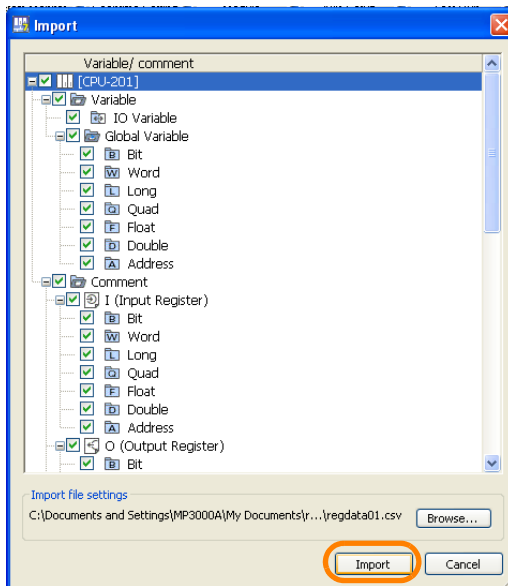 Import
Variable/ comment
[CPU-201]
Variable
IO Variable
Global Variable
B Bit
W Word
L Long
Q Quad
F Float
D Double
A Address
Comment
I (Input Register)
B Bit
W Word
L Long
Q Quad
F Float
D Double
A Address
O (Output Register)
B Bit
Import file settings
C:\Documents and Settings\MP3000A\My Documents\r...\regdata01.csv Browse...
Import Cancel